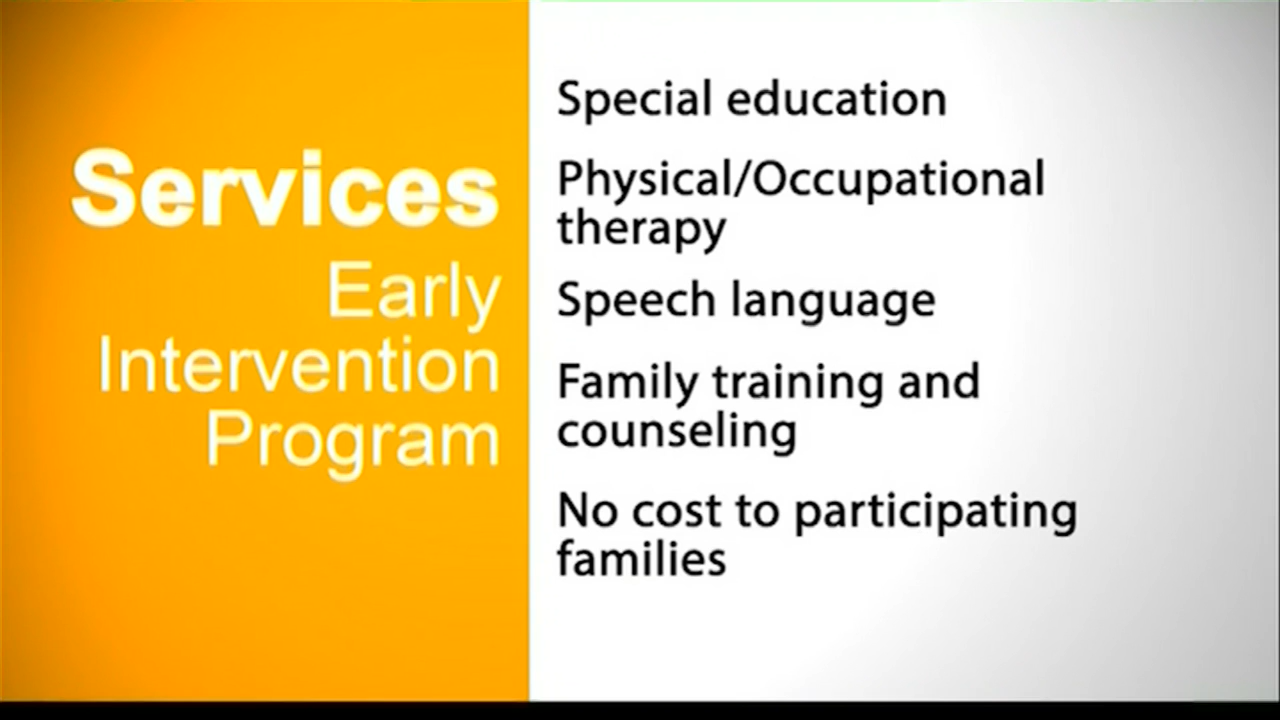 Services
Early
Intervention
Program
Special education
Physical/Occupational
therapy
Speech language
Family training and
counseling
No cost to participating
families